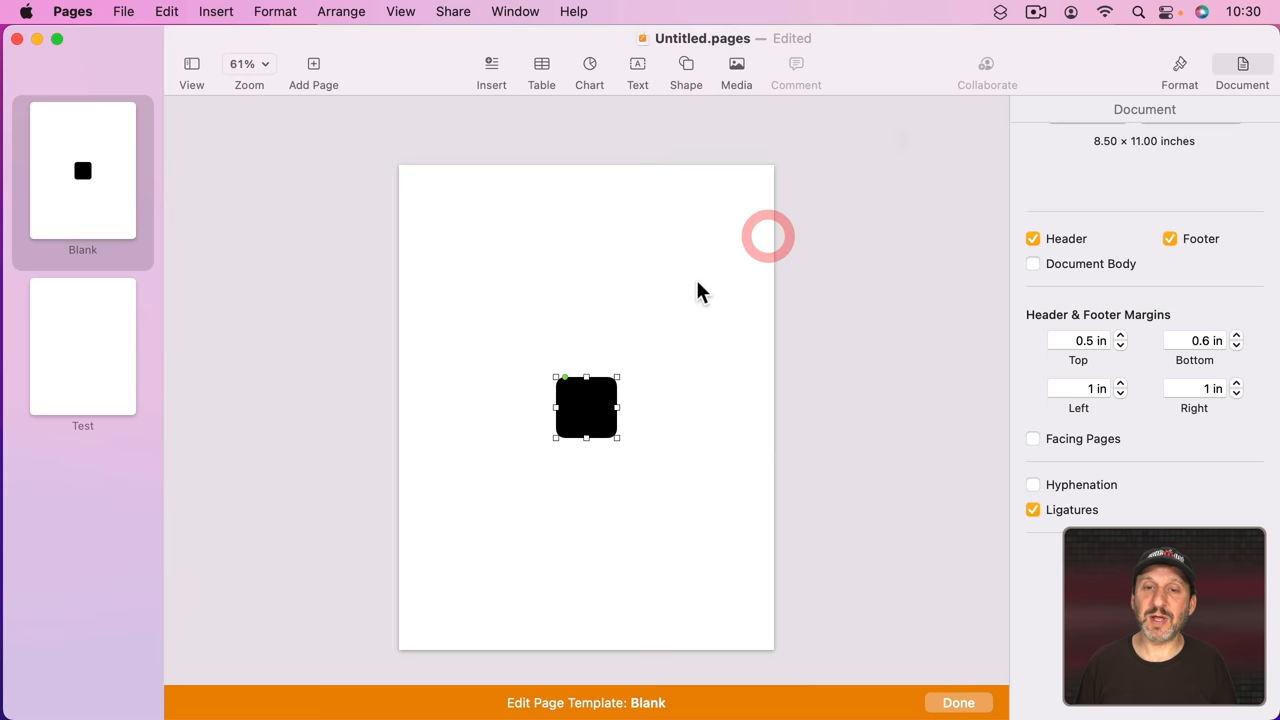 Pages File Edit Insert Format Arrange View Share Window Help 10:30
Untitled.pages — Edited
61%
View Zoom Add Page Insert Table Chart Text Shape Media Comment Collaborate Format Document
Document
8.50 × 11.00 inches
Blank
Test
Header Footer
Document Body
Header & Footer Margins
0.5 in 0.6 in
Top Bottom
1 in 1 in
Left Right
Facing Pages
Hyphenation
Ligatures
Edit Page Template: Blank Done